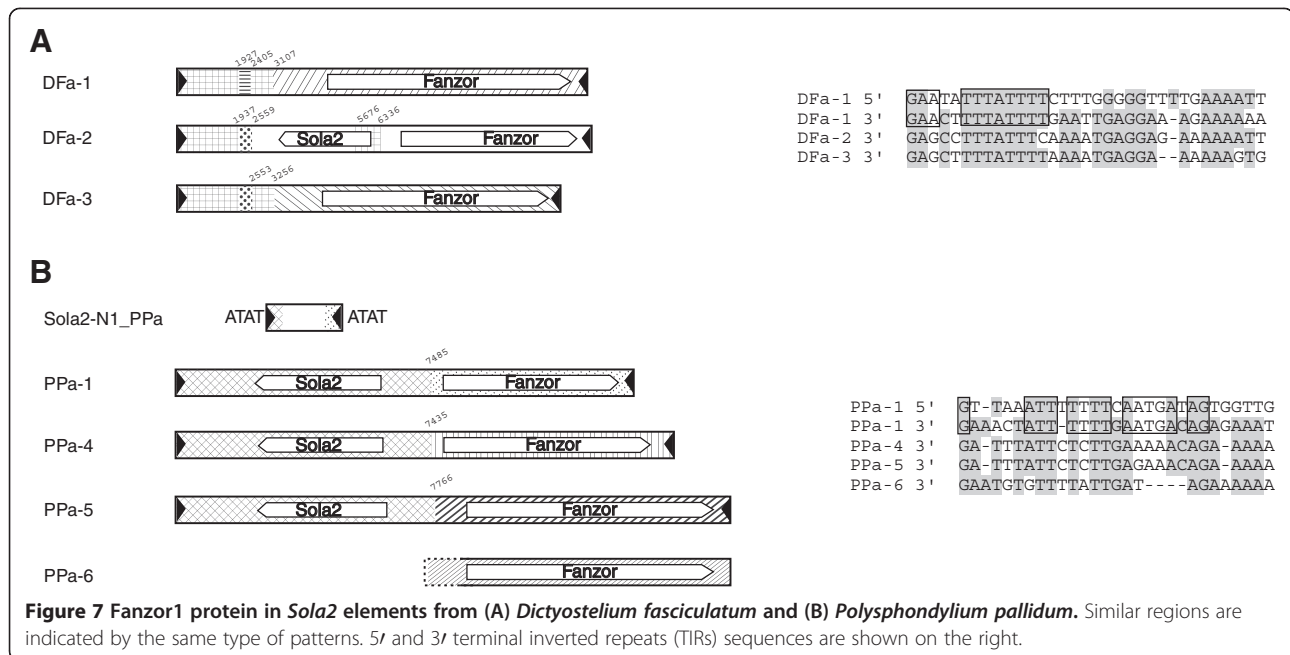 A
1927
2405
3107
DFa-1
Fanzor
1937
2559
5676
6336
DFa-2
Sola2
Fanzor
2553
3256
DFa-3
Fanzor
DFa-1 5' GAATATTTATTTTCTTTGGGGGTTTTGAAAATT
DFa-1 3' GAACTTTTATTTTGAATTGAGGAA-AGAAAAAA
DFa-2 3' GAGCCTTTATTTCAAAATGAGGAG-AAAAAATT
DFa-3 3' GAGCTTTTATTTTAAAATGAGGA--AAAAAGTG
B
Sola2-N1_PPa
ATAT
ATAT
7485
PPa-1
Sola2
Fanzor
7435
PPa-4
Sola2
Fanzor
7766
PPa-5
Sola2
Fanzor
PPa-6
Fanzor
PPa-1 5' GT-TAAATTTTTTTCAATGATAGTGGTTG
PPa-1 3' GAAACTATT-TTTTGAATGACAGAGAAAT
PPa-4 3' GA-TTTATTCTCTTGAAAAACAGA-AAAA
PPa-5 3' GA-TTTATTCTCTTGAGAAACAGA-AAAA
PPa-6 3' GAATGTGTTTTATTGAT----AGAAAAAA
Figure 7 Fanzor1 protein in Sola2 elements from (A) Dictyostelium fasciculatum and (B) Polysphondylium pallidum. Similar regions are
indicated by the same type of patterns. 5′ and 3′ terminal inverted repeats (TIRs) sequences are shown on the right.